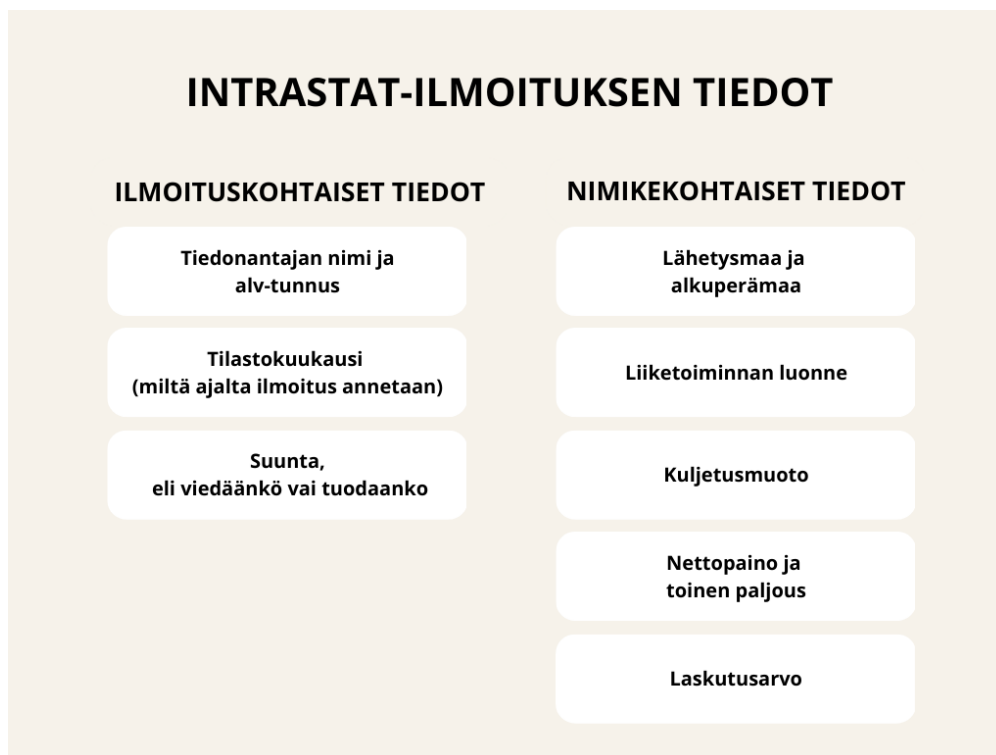 INTRASTAT-ILMOITUKSEN TIEDOT
ILMOITUSKOHTAISET TIEDOT
Tiedonantajan nimi ja
alv-tunnus
Tilastokuukausi
(miltä ajalta ilmoitus annetaan)
Suunta,
eli viedäänkö vai tuodaanko
NIMIKEKOHTAISET TIEDOT
Lähetysmaa ja
alkuperämaa
Liiketoiminnan luonne
Kuljetusmuoto
Nettopaino ja
toinen paljous
Laskutusarvo